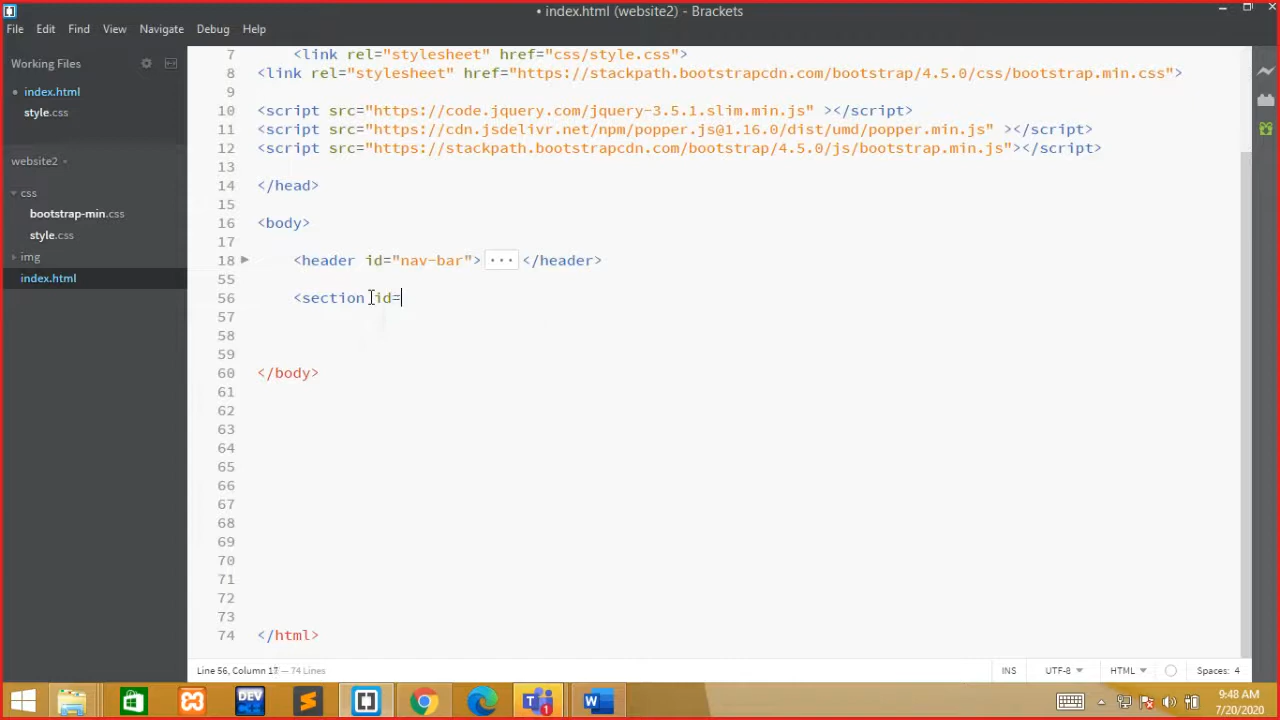 • index.html (website2) - Brackets
File Edit Find View Navigate Debug Help
Working Files
• index.html
style.css
website2
css
bootstrap-min.css
style.css
img
index.html
7 <link rel="stylesheet" href="css/style.css">
8 <link rel="stylesheet" href="https://stackpath.bootstrapcdn.com/bootstrap/4.5.0/css/bootstrap.min.css">
9
10 <script src="https://code.jquery.com/jquery-3.5.1.slim.min.js" ></script>
11 <script src="https://cdn.jsdelivr.net/npm/popper.js@1.16.0/dist/umd/popper.min.js" ></script>
12 <script src="https://stackpath.bootstrapcdn.com/bootstrap/4.5.0/js/bootstrap.min.js"></script>
13
14 </head>
15
16 <body>
17
18 <header id="nav-bar"> ... </header>
55
56 <section id=
57
58
59
60 </body>
61
62
63
64
65
66
67
68
69
70
71
72
73
74 </html>
Line 56, Column 17 — 74 Lines
INS UTF-8 HTML Spaces: 4
DEV
1
9:48 AM
7/20/2020